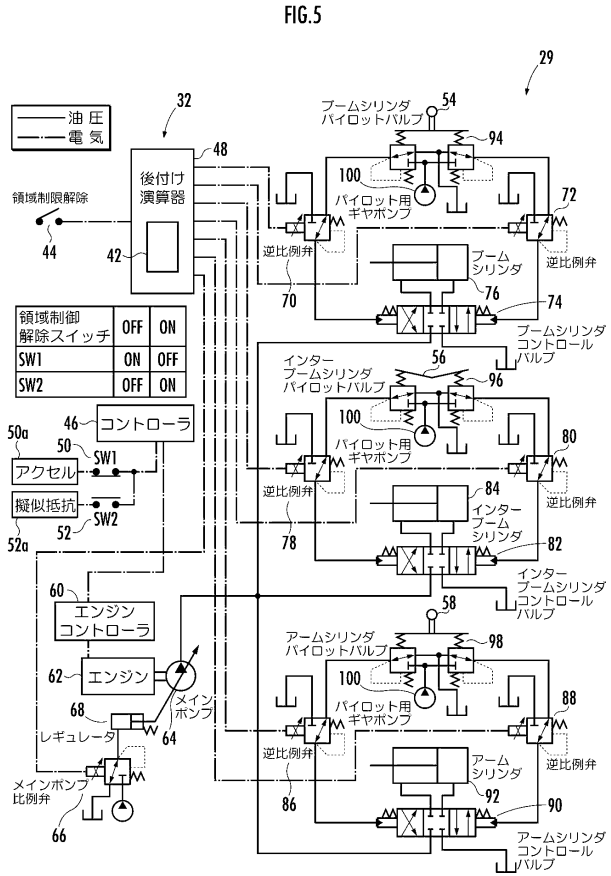 FIG.5
29
油圧
電気
32
48
後付け
演算器
42
領域制限解除
44
ブームシリンダ
パイロットバルブ
54
94
100
パイロット用
ギヤポンプ
72
逆比例弁
70
逆比例弁
ブーム
シリンダ
76
74
ブームシリンダ
コントロール
バルブ
領域制御
解除スイッチ
OFF
ON
SW1
ON
OFF
SW2
OFF
ON
インター
ブームシリンダ
パイロットバルブ
56
96
100
パイロット用
ギヤポンプ
80
逆比例弁
78
逆比例弁
84
インター
ブーム
シリンダ
82
インター
ブームシリンダ
コントロール
バルブ
46
コントローラ
50a
50
SW1
アクセル
擬似抵抗
SW2
52
52a
60
エンジン
コントローラ
62
エンジン
メイン
ポンプ
64
68
レギュレータ
メインポンプ
比例弁
66
58
アームシリンダ
パイロットバルブ
98
100
パイロット用
ギヤポンプ
88
逆比例弁
86
逆比例弁
アーム
シリンダ
92
90
アームシリンダ
コントロール
バルブ